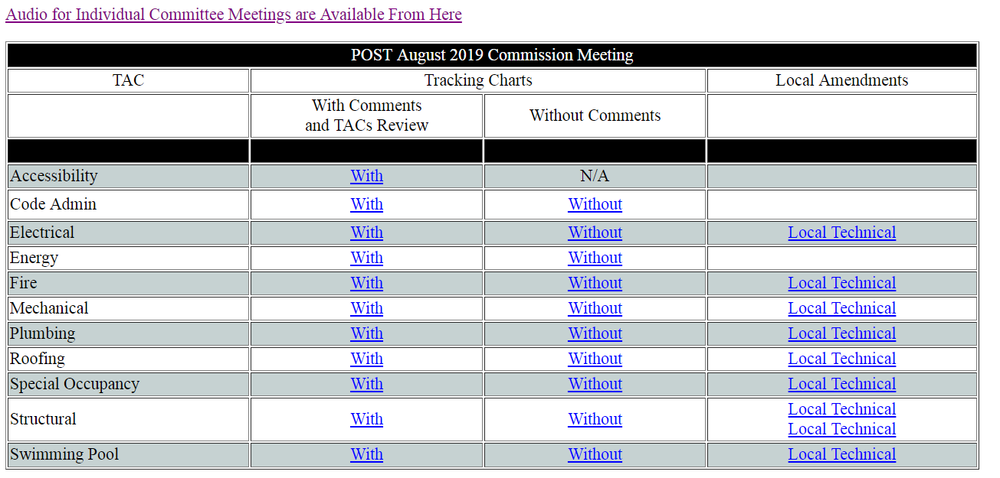 Audio for Individual Committee Meetings are Available From Here
POST August 2019 Commission Meeting
TAC Tracking Charts Local Amendments
With Comments
and TACs Review
Without Comments
Accessibility With N/A
Code Admin With Without
Electrical With Without Local Technical
Energy With Without
Fire With Without Local Technical
Mechanical With Without Local Technical
Plumbing With Without Local Technical
Roofing With Without Local Technical
Special Occupancy With Without Local Technical
Structural With Without Local Technical
Local Technical
Swimming Pool With Without Local Technical